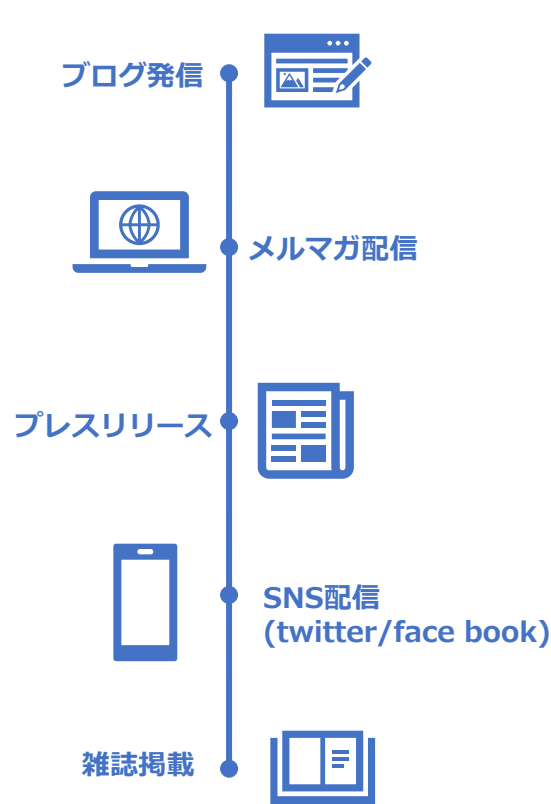 ブログ発信
メルマガ配信
プレスリリース
SNS配信
(twitter/face book)
雑誌掲載